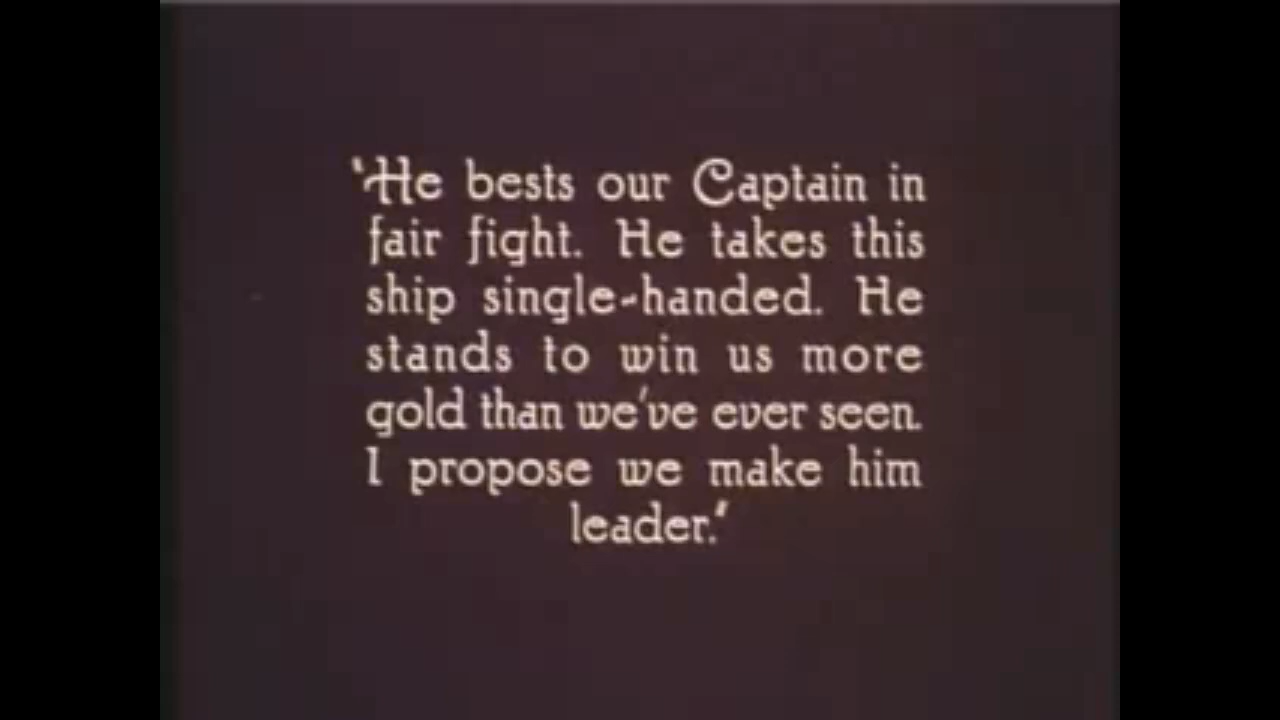 'He bests our Captain in
fair fight. He takes this
ship single-handed. He
stands to win us more
gold than we've ever seen.
I propose we make him
leader.'